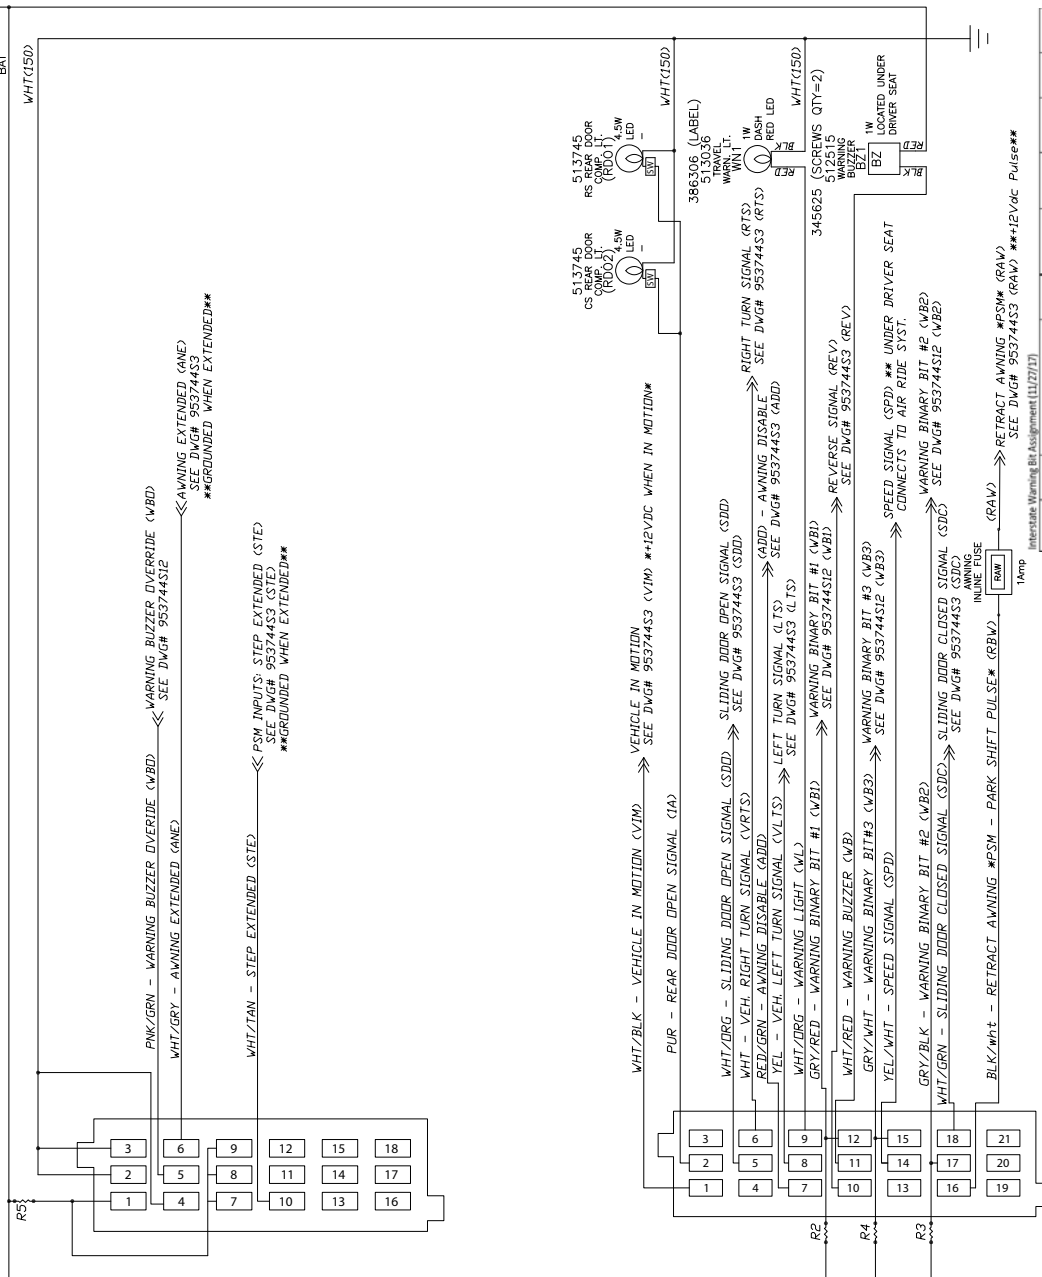 BAT
WHT(150)
PNK/GRN - WARNING BUZZER OVERIDE (WBO)
WARNING BUZZER OVERRIDE (WBO)
SEE DWG# 953744S12
WHT/GRY - AWNING EXTENDED (ANE)
AWNING EXTENDED (ANE)
SEE DWG# 953744S3
**GROUNDED WHEN EXTENDED**
WHT/TAN - STEP EXTENDED (STE)
PSM INPUTS: STEP EXTENDED (STE)
SEE DWG# 953744S3 (STE)
**GROUNDED WHEN EXTENDED**
R5
3
6
9
12
15
18
2
5
8
11
14
17
1
4
7
10
13
16
513745
CS REAR DOOR
COMP. LT.
(RDO2)
4.5W
LED
SW
-
513745
RS REAR DOOR
COMP. LT.
(RDO1)
4.5W
LED
SW
-
WHT(150)
386306 (LABEL)
513036
TRAVEL
WARN. LT.
WN1
1W
DASH
RED LED
RED
BLK
WHT(150)
345625 (SCREWS QTY=2)
512515
WARNING
BUZZER
BZ1
BZ
1W
LOCATED UNDER
DRIVER SEAT
BLK
RED
WHT/BLK - VEHICLE IN MOTION (VIM)
VEHICLE IN MOTION
SEE DWG# 953744S3 (VIM) *+12VDC WHEN IN MOTION*
PUR - REAR DOOR OPEN SIGNAL (1A)
WHT/ORG - SLIDING DOOR OPEN SIGNAL (SDO)
SLIDING DOOR OPEN SIGNAL (SDO)
SEE DWG# 953744S3 (SDO)
WHT - VEH. RIGHT TURN SIGNAL (VRTS)
RIGHT TURN SIGNAL (RTS)
SEE DWG# 953744S3 (RTS)
RED/GRN - AWNING DISABLE (ADO)
(ADO) - AWNING DISABLE
SEE DWG# 953744S3 (ADO)
YEL - VEH. LEFT TURN SIGNAL (VLTS)
LEFT TURN SIGNAL (LTS)
SEE DWG# 953744S3 (LTS)
WHT/ORG - WARNING LIGHT (WL)
GRY/RED - WARNING BINARY BIT #1 (WB1)
WARNING BINARY BIT #1 (WB1)
SEE DWG# 953744S12 (WB1)
REVERSE SIGNAL (REV)
SEE DWG# 953744S3 (REV)
WHT/RED - WARNING BUZZER (WB)
GRY/WHT - WARNING BINARY BIT#3 (WB3)
WARNING BINARY BIT #3 (WB3)
SEE DWG# 953744S12 (WB3)
YEL/WHT - SPEED SIGNAL (SPD)
SPEED SIGNAL (SPD) ** UNDER DRIVER SEAT
CONNECTS TO AIR RIDE SYST.
GRY/BLK - WARNING BINARY BIT #2 (WB2)
WARNING BINARY BIT #2 (WB2)
SEE DWG# 953744S12 (WB2)
WHT/GRN - SLIDING DOOR CLOSED SIGNAL (SDC)
SLIDING DOOR CLOSED SIGNAL (SDC)
SEE DWG# 953744S3 (SDC)
BLK/wht - RETRACT AWNING *PSM - PARK SHIFT PULSE* (RBW)
AWNING
INLINE FUSE
RAW
1Amp
(RAW)
RETRACT AWNING *PSM* (RAW)
SEE DWG# 953744S3 (RAW) **+12Vdc Pulse**
3
6
9
12
15
18
21
2
5
8
11
14
17
20
1
4
7
10
13
16
19
R2
R4
R3
Interstate Warning Bit Assignment (11/27/17)